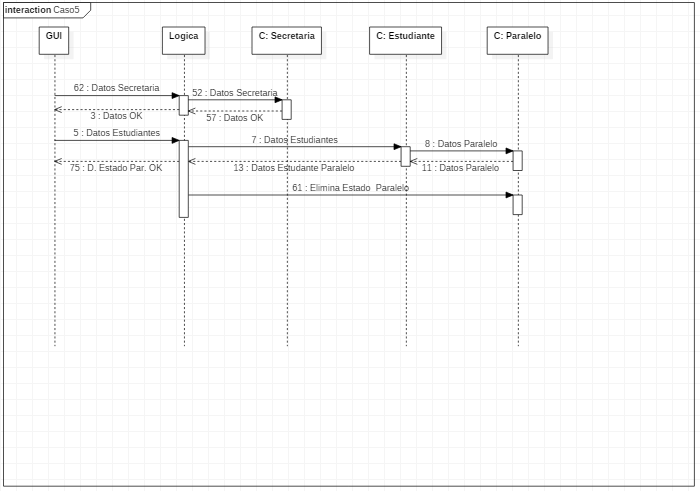 interaction Caso5
GUI
Logica
C: Secretaria
C: Estudiante
C: Paralelo
62 : Datos Secretaria
52 : Datos Secretaria
3 : Datos OK
57 : Datos OK
5 : Datos Estudiantes
7 : Datos Estudiantes
8 : Datos Paralelo
75 : D. Estado Par. OK
13 : Datos Estudante Paralelo
11 : Datos Paralelo
61 : Elimina Estado Paralelo